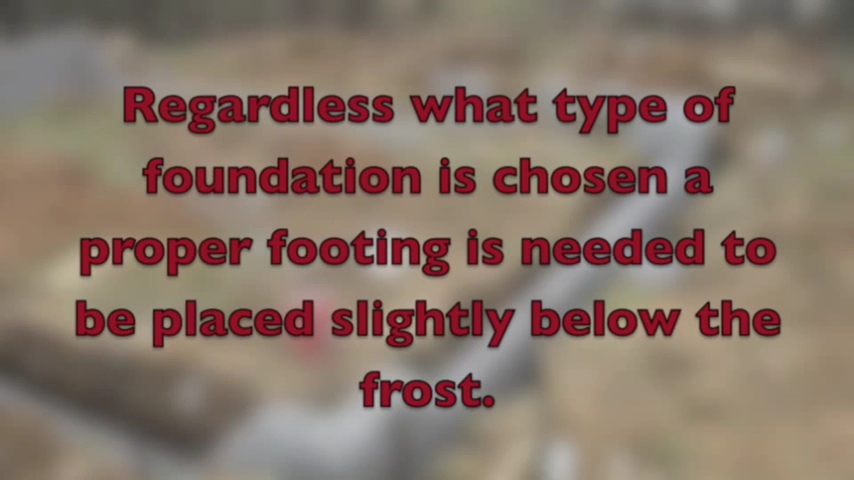 Regardless what type of
foundation is chosen a
proper footing is needed to
be placed slightly below the
frost.